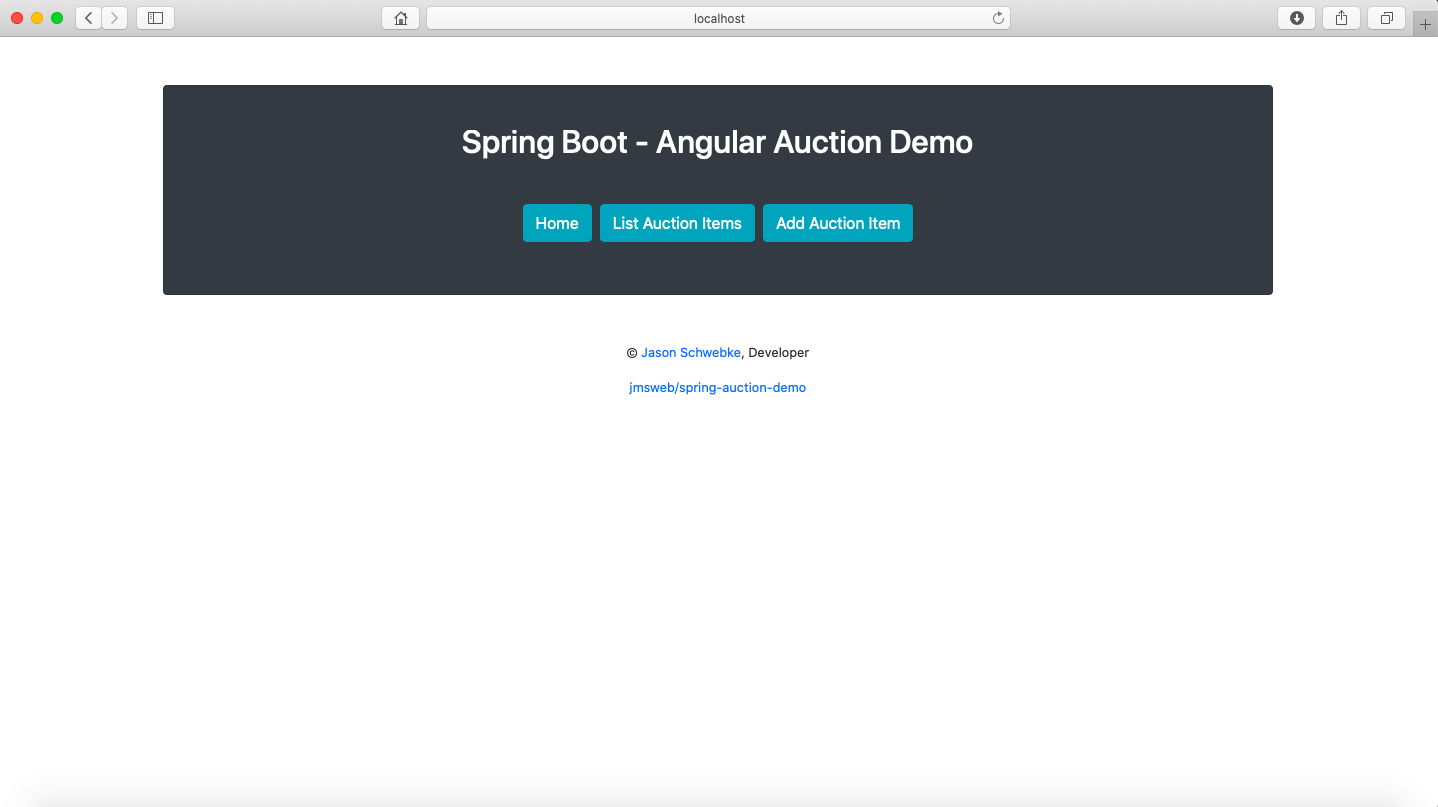 localhost
Spring Boot - Angular Auction Demo
Home List Auction Items Add Auction Item
© Jason Schwebke, Developer
jmsweb/spring-auction-demo